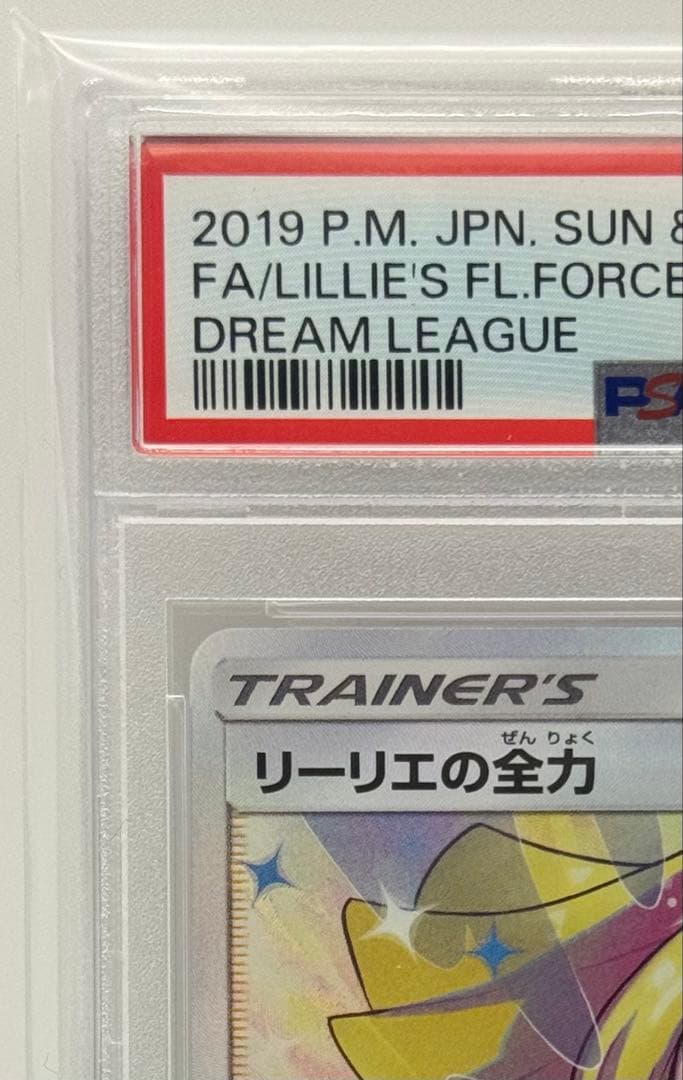 2019 P.M. JPN. SUN &
FA/LILLIE'S FL.FORCE
DREAM LEAGUE
PSA
TRAINER'S
ぜん りょく
リーリエの全力